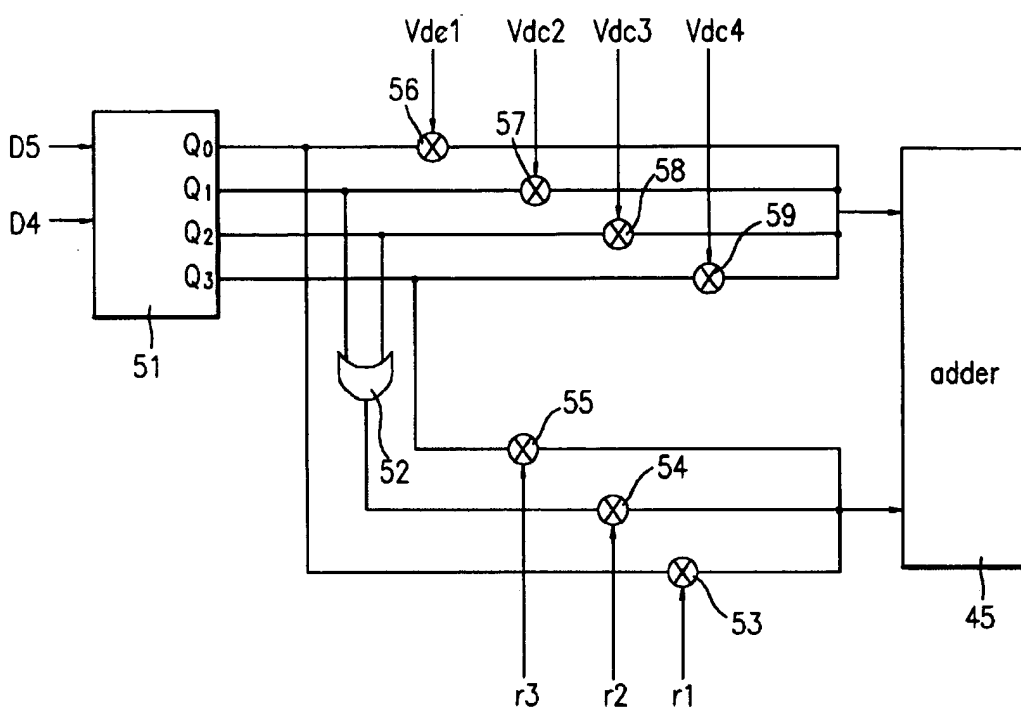 Vde1 Vdc2 Vdc3 Vdc4
56
57
D5
Q0
Q1
58
D4
Q2
59
Q3
51
adder
55
52
54
53
45
r3 r2 r1